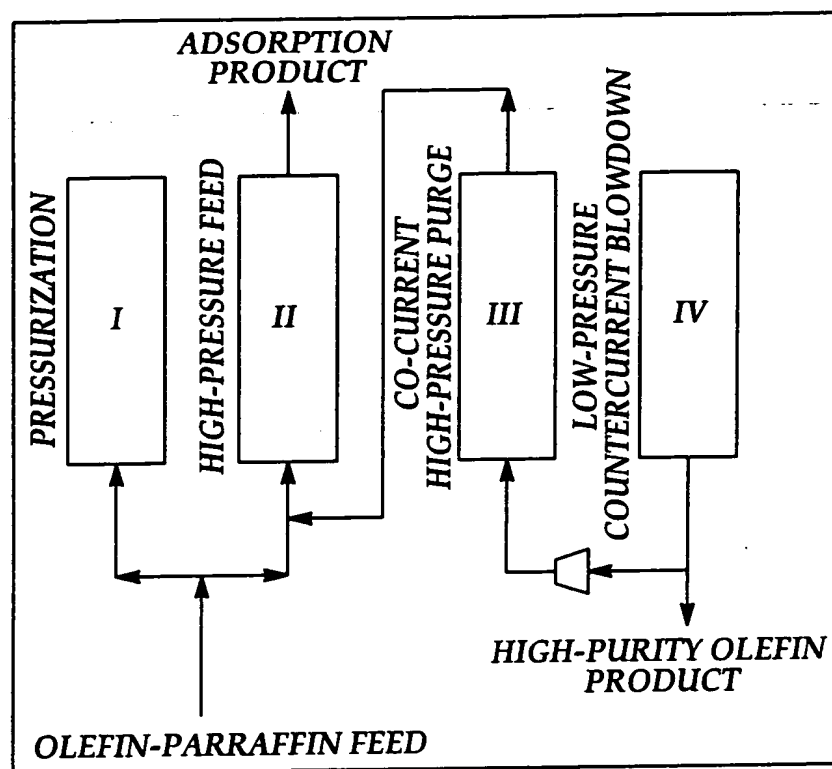 ADSORPTION
PRODUCT
PRESSURIZATION
I
HIGH-PRESSURE FEED
II
CO-CURRENT
HIGH-PRESSURE PURGE
III
LOW-PRESSURE
COUNTERCURRENT BLOWDOWN
IV
HIGH-PURITY OLEFIN
PRODUCT
OLEFIN-PARRAFFIN FEED